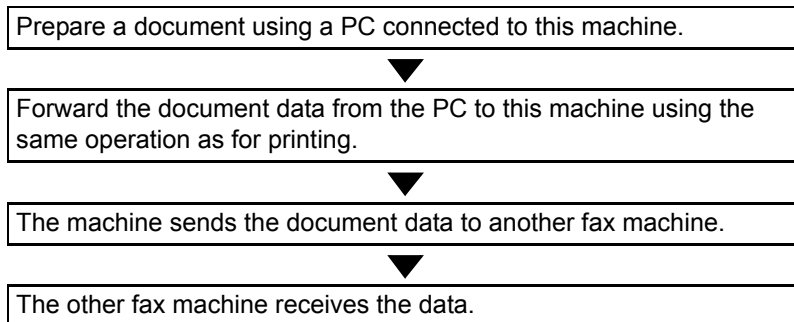 Prepare a document using a PC connected to this machine.
Forward the document data from the PC to this machine using the
same operation as for printing.
The machine sends the document data to another fax machine.
The other fax machine receives the data.